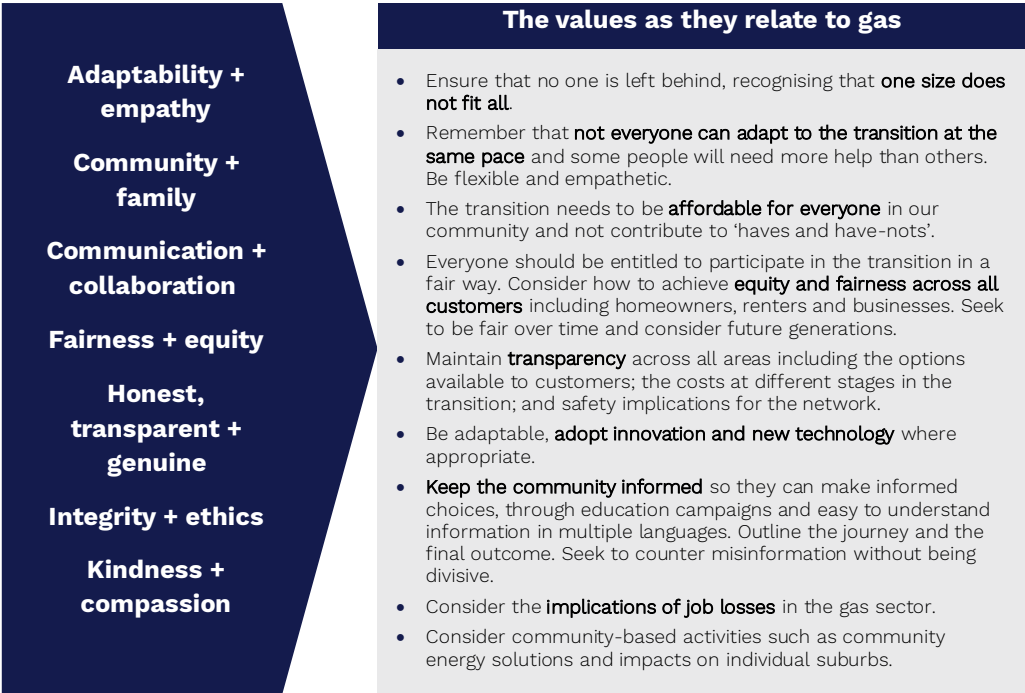 Adaptability +
empathy
Community +
family
Communication +
collaboration
Fairness + equity
Honest,
transparent +
genuine
Integrity + ethics
Kindness +
compassion
The values as they relate to gas
• Ensure that no one is left behind, recognising that one size does
not fit all.
• Remember that not everyone can adapt to the transition at the
same pace and some people will need more help than others.
Be flexible and empathetic.
• The transition needs to be affordable for everyone in our
community and not contribute to ‘haves and have-nots’.
• Everyone should be entitled to participate in the transition in a
fair way. Consider how to achieve equity and fairness across all
customers including homeowners, renters and businesses. Seek
to be fair over time and consider future generations.
• Maintain transparency across all areas including the options
available to customers; the costs at different stages in the
transition; and safety implications for the network.
• Be adaptable, adopt innovation and new technology where
appropriate.
• Keep the community informed so they can make informed
choices, through education campaigns and easy to understand
information in multiple languages. Outline the journey and the
final outcome. Seek to counter misinformation without being
divisive.
• Consider the implications of job losses in the gas sector.
• Consider community-based activities such as community
energy solutions and impacts on individual suburbs.